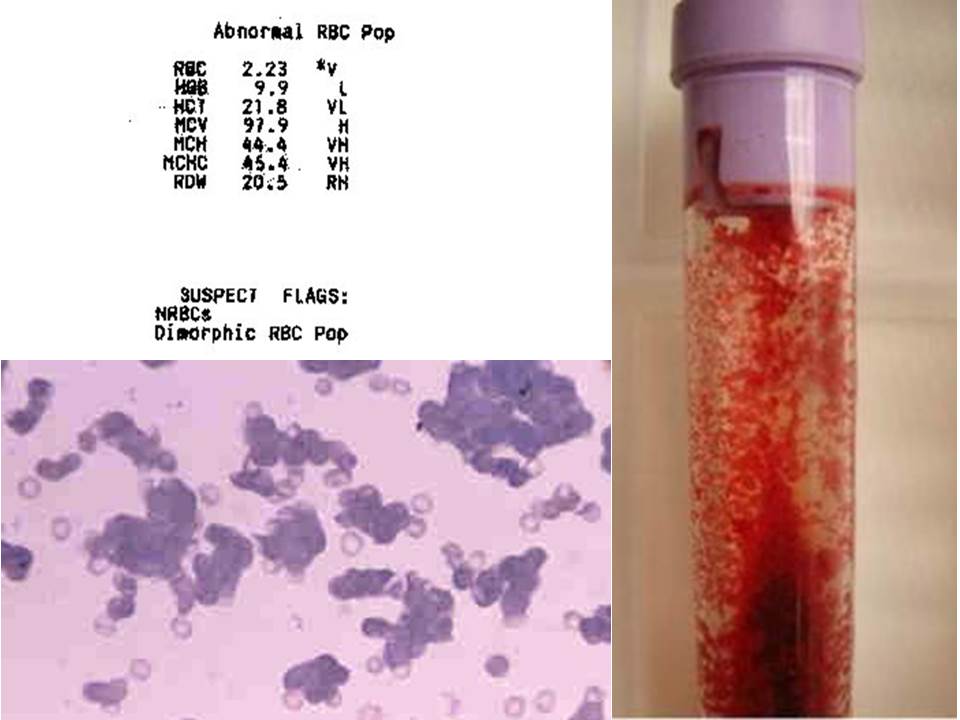 Abnormal RBC Pop
RBC 2.23 *V
HGB 9.9 L
HCT 21.8 VL
MCV 97.9 H
MCH 44.4 VH
MCHC 45.4 VH
RDW 20.5 RH
SUSPECT FLAGS:
NRBCs
Dimorphic RBC Pop